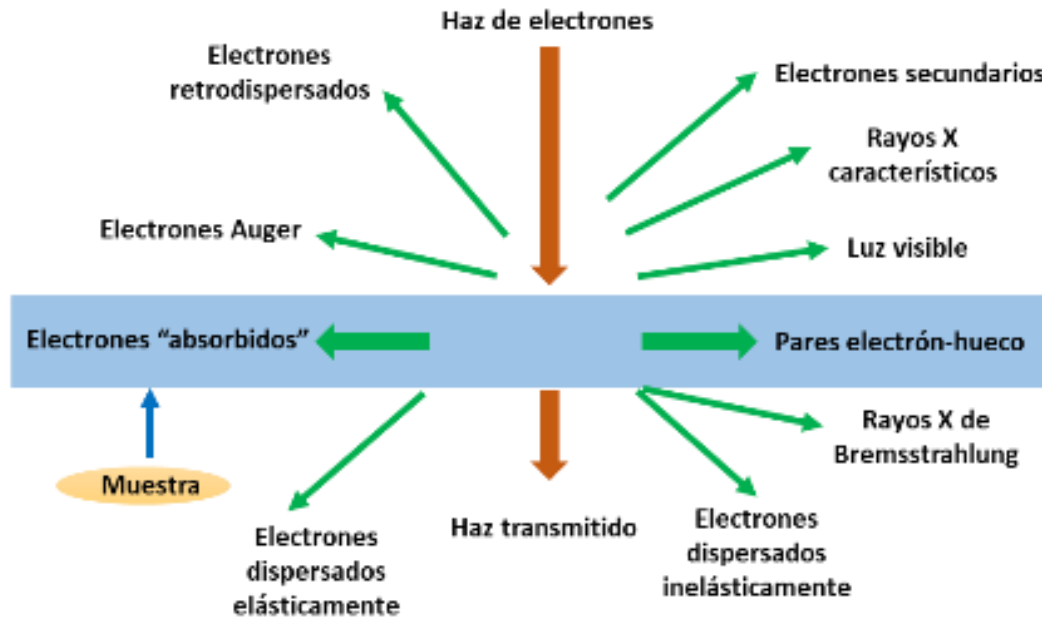 Haz de electrones
Electrones
retrodispersados
Electrones secundarios
Rayos X
característicos
Electrones Auger
Luz visible
Electrones “absorbidos”
Pares electrón-hueco
Rayos X de
Bremsstrahlung
Muestra
Haz transmitido
Electrones
dispersados
elásticamente
Electrones
dispersados
inelásticamente